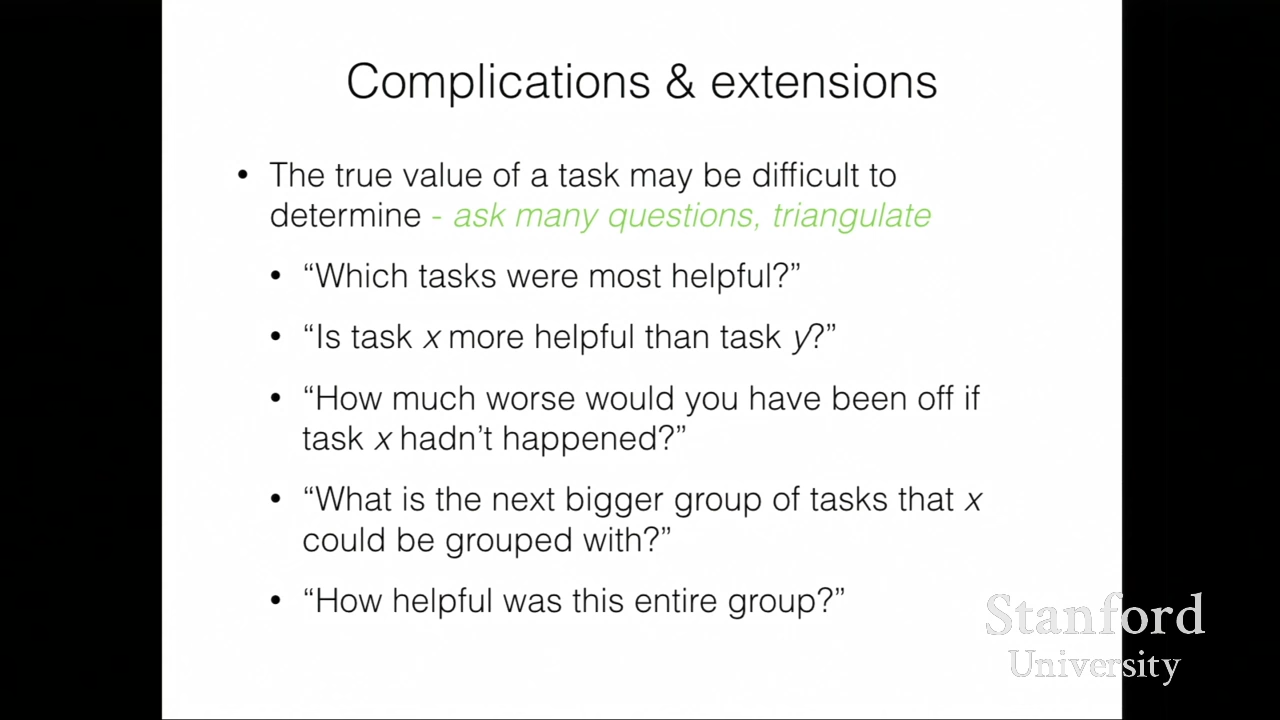 Complications & extensions
• The true value of a task may be difficult to
determine - ask many questions, triangulate
• “Which tasks were most helpful?”
• “Is task x more helpful than task y?”
• “How much worse would you have been off if
task x hadn’t happened?”
• “What is the next bigger group of tasks that x
could be grouped with?”
• “How helpful was this entire group?”
Stanford
University